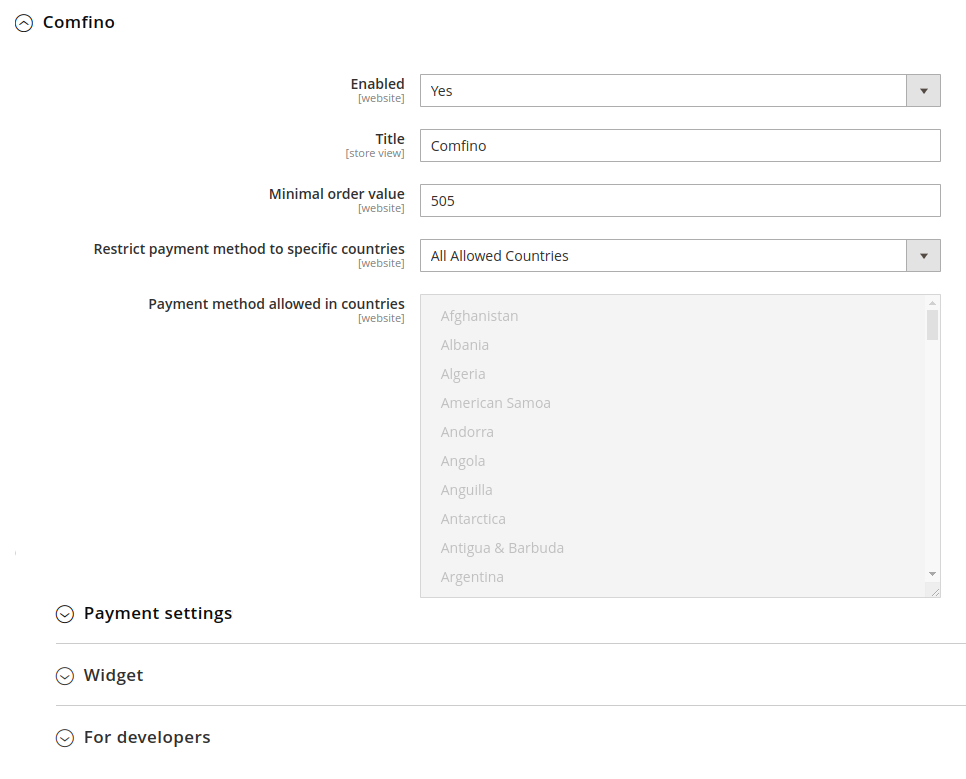 Comfino
Enabled
[website]
Yes
Title
[store view]
Comfino
Minimal order value
[website]
505
Restrict payment method to specific countries
[website]
All Allowed Countries
Payment method allowed in countries
[website]
Afghanistan
Albania
Algeria
American Samoa
Andorra
Angola
Anguilla
Antarctica
Antigua & Barbuda
Argentina
Payment settings
Widget
For developers